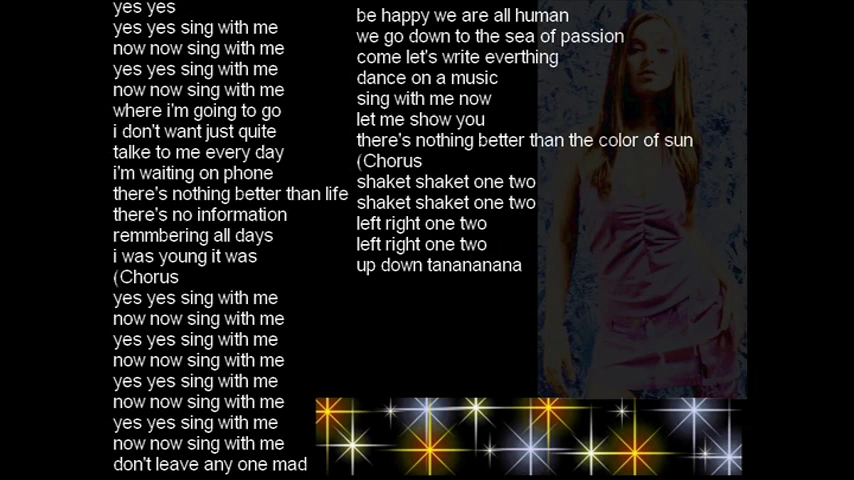 yes yes
yes yes sing with me
now now sing with me
yes yes sing with me
now now sing with me
where i'm going to go
i don't want just quite
talke to me every day
i'm waiting on phone
there's nothing better than life
there's no information
remmbering all days
i was young it was
(Chorus
yes yes sing with me
now now sing with me
yes yes sing with me
now now sing with me
yes yes sing with me
now now sing with me
yes yes sing with me
now now sing with me
don't leave any one mad
be happy we are all human
we go down to the sea of passion
come let's write everthing
dance on a music
sing with me now
let me show you
there's nothing better than the color of sun
(Chorus
shaket shaket one two
shaket shaket one two
left right one two
left right one two
up down tanananana